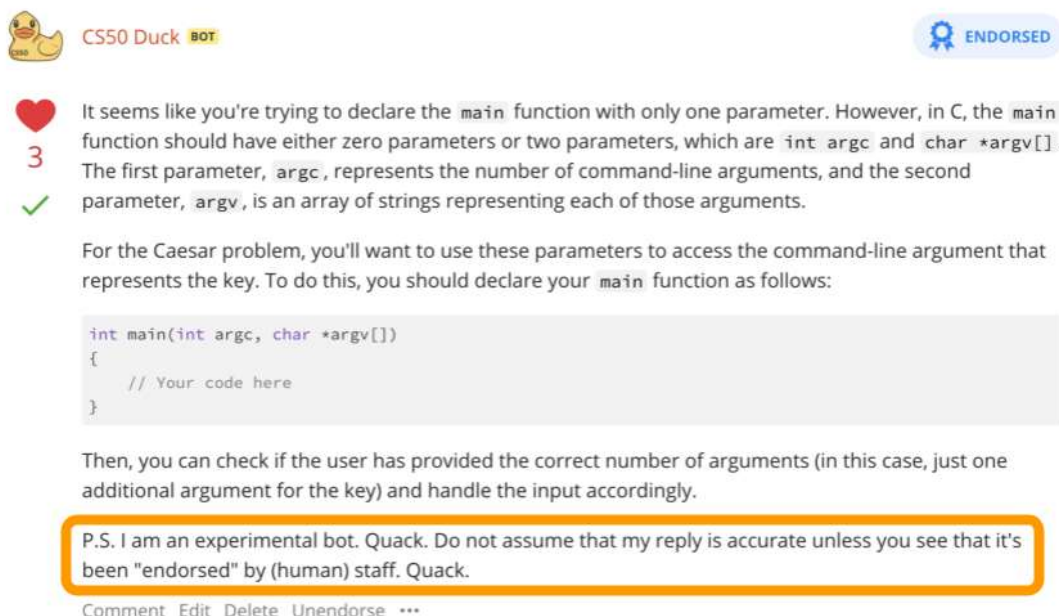 CS50 Duck BOT
ENDORSED
It seems like you're trying to declare the main function with only one parameter. However, in C, the main
function should have either zero parameters or two parameters, which are int argc and char *argv[]
3
The first parameter, argc, represents the number of command-line arguments, and the second
parameter, argv, is an array of strings representing each of those arguments.
For the Caesar problem, you'll want to use these parameters to access the command-line argument that
represents the key. To do this, you should declare your main function as follows:
int main(int argc, char *argv[])
{
    // Your code here
}
Then, you can check if the user has provided the correct number of arguments (in this case, just one
additional argument for the key) and handle the input accordingly.
P.S. I am an experimental bot. Quack. Do not assume that my reply is accurate unless you see that it's
been "endorsed" by (human) staff. Quack.
Comment Edit Delete Unendorse •••